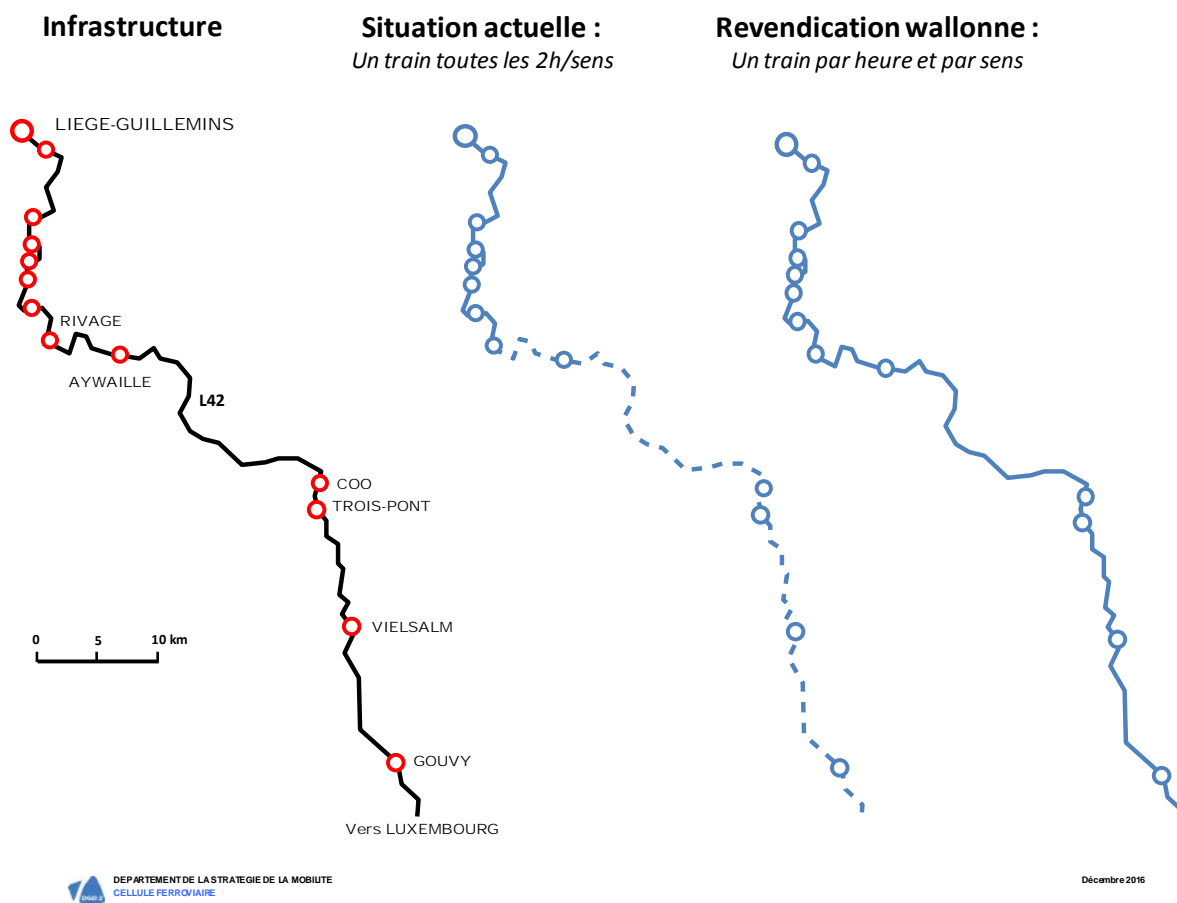 Infrastructure
Situation actuelle :
Un train toutes les 2h/sens
Revendication wallonne :
Un train par heure et par sens
LIEGE-GUILLEMINS
RIVAGE
AYWAILLE
L42
COO
TROIS-PONT
0 5 10 km
VIELSALM
GOUVY
Vers LUXEMBOURG
DEPARTEMENT DE LA STRATEGIE DE LA MOBILITE
CELLULE FERROVIAIRE
Décembre 2016